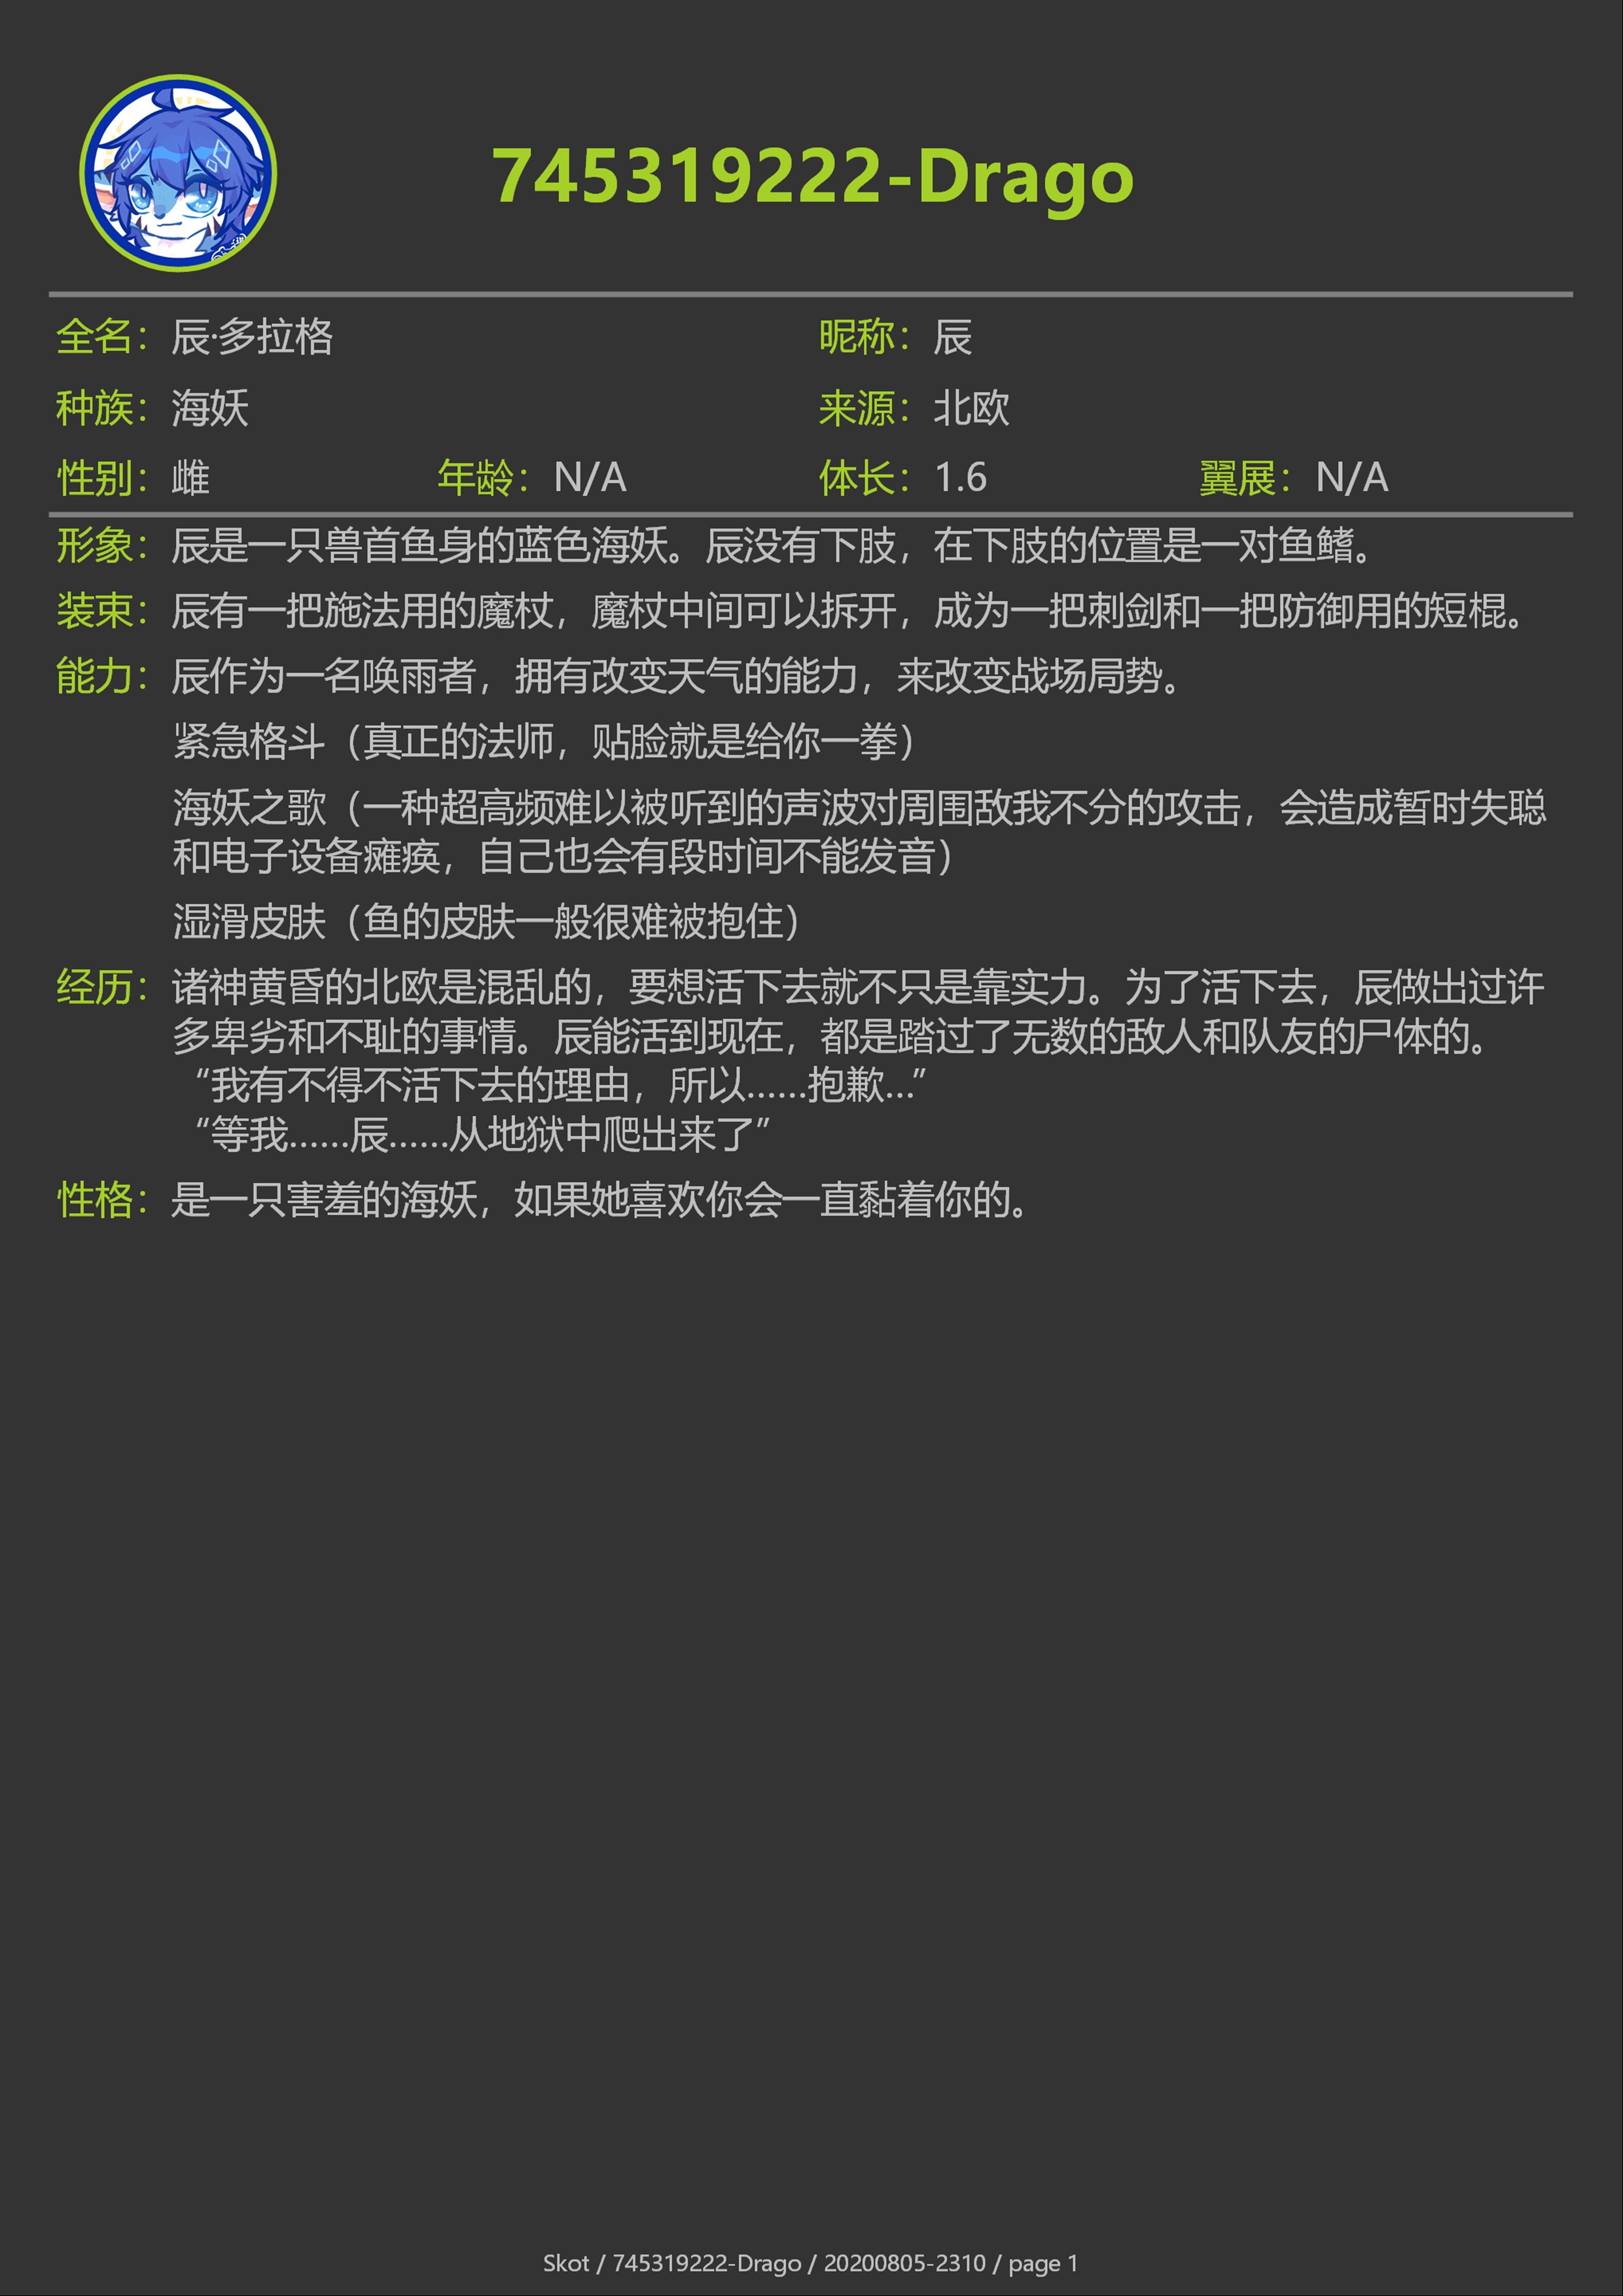 745319222-Drago
全名：辰·多拉格 昵称：辰
种族：海妖 来源：北欧
性别：雌 年龄：N/A 体长：1.6 翼展：N/A
形象：辰是一只兽首鱼身的蓝色海妖。辰没有下肢，在下肢的位置是一对鱼鳍。
装束：辰有一把施法用的魔杖，魔杖中间可以拆开，成为一把刺剑和一把防御用的短棍。
能力：辰作为一名唤雨者，拥有改变天气的能力，来改变战场局势。
紧急格斗（真正的法师，贴脸就是给你一拳）
海妖之歌（一种超高频难以被听到的声波对周围敌我不分的攻击，会造成暂时失聪
和电子设备瘫痪，自己也会有段时间不能发音）
湿滑皮肤（鱼的皮肤一般很难被抱住）
经历：诸神黄昏的北欧是混乱的，要想活下去就不只是靠实力。为了活下去，辰做出过许
多卑劣和不耻的事情。辰能活到现在，都是踏过了无数的敌人和队友的尸体的。
“我有不得不活下去的理由，所以……抱歉…”
“等我……辰……从地狱中爬出来了”
性格：是一只害羞的海妖，如果她喜欢你会一直黏着你的。
Skot / 745319222-Drago / 20200805-2310 / page 1